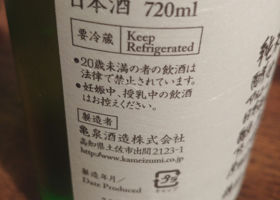 日本酒 720ml
要冷蔵 Keep Refrigerated
●20歳未満の者の飲酒は
法律で禁止されています。
●妊娠中、授乳中の飲酒
はお控えください。
製造者
亀泉酒造株式会社
高知県土佐市出間2123-1
http://www.kameizumi.co.jp
製造年月/
Date Produced